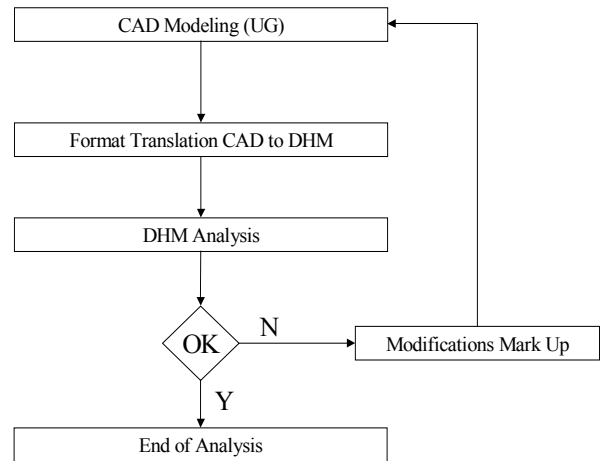 CAD Modeling (UG)
Format Translation CAD to DHM
DHM Analysis
OK
N
Modifications Mark Up
Y
End of Analysis